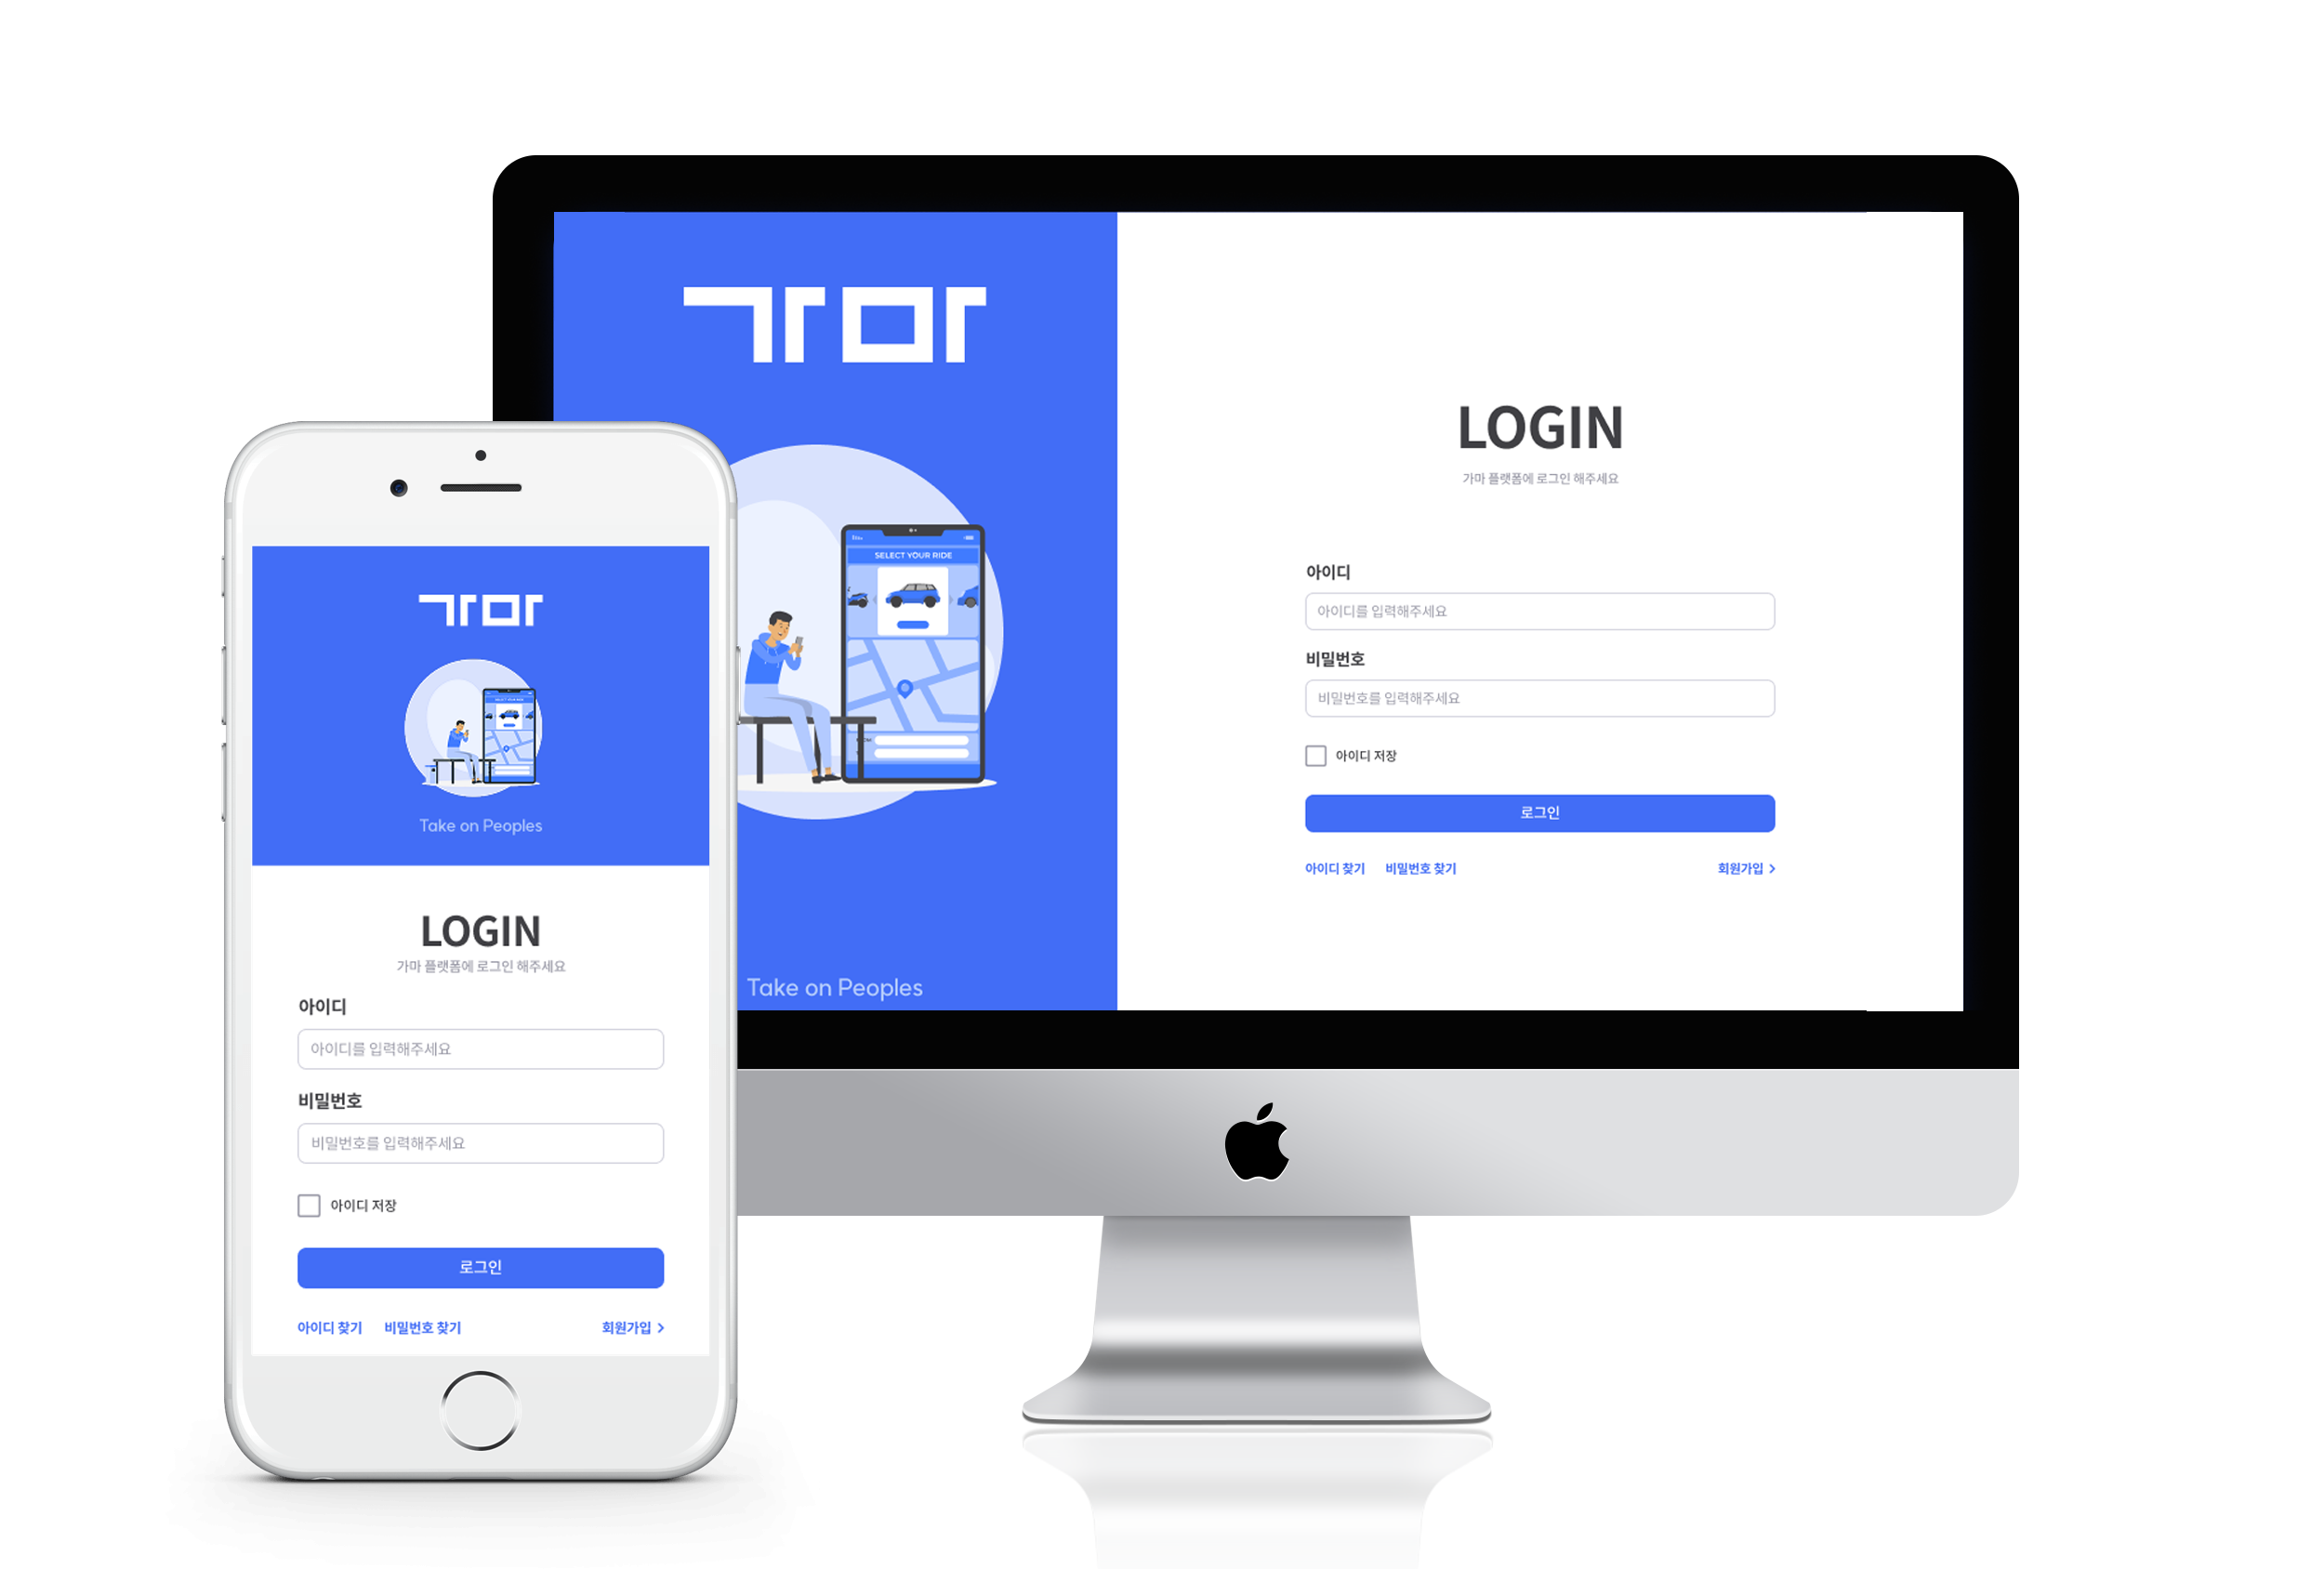 가마
SELECT YOUR RIDE
Take on Peoples
LOGIN
가마 플랫폼에 로그인 해주세요
아이디
아이디를 입력해주세요
비밀번호
비밀번호를 입력해주세요
아이디 저장
로그인
아이디 찾기 비밀번호 찾기 회원가입 >
가마
SELECT YOUR RIDE
Take on Peoples
LOGIN
가마 플랫폼에 로그인 해주세요
아이디
아이디를 입력해주세요
비밀번호
비밀번호를 입력해주세요
아이디 저장
로그인
아이디 찾기 비밀번호 찾기 회원가입 >